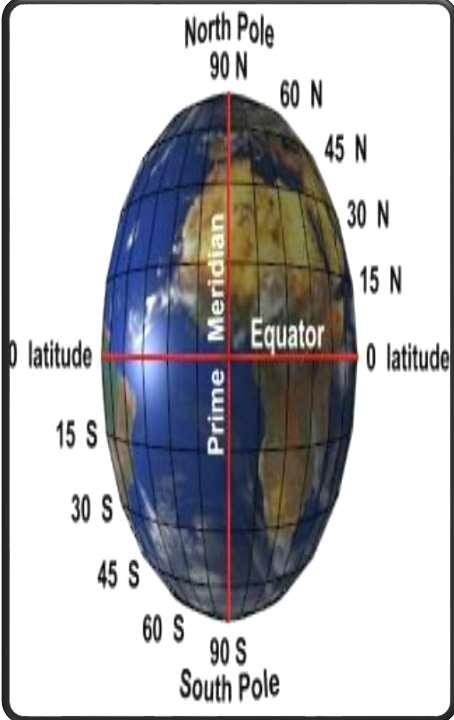 North Pole
90 N
60 N
45 N
30 N
15 N
Prime Meridian
Equator
0 latitude
0 latitude
15 S
30 S
45 S
60 S
90 S
South Pole